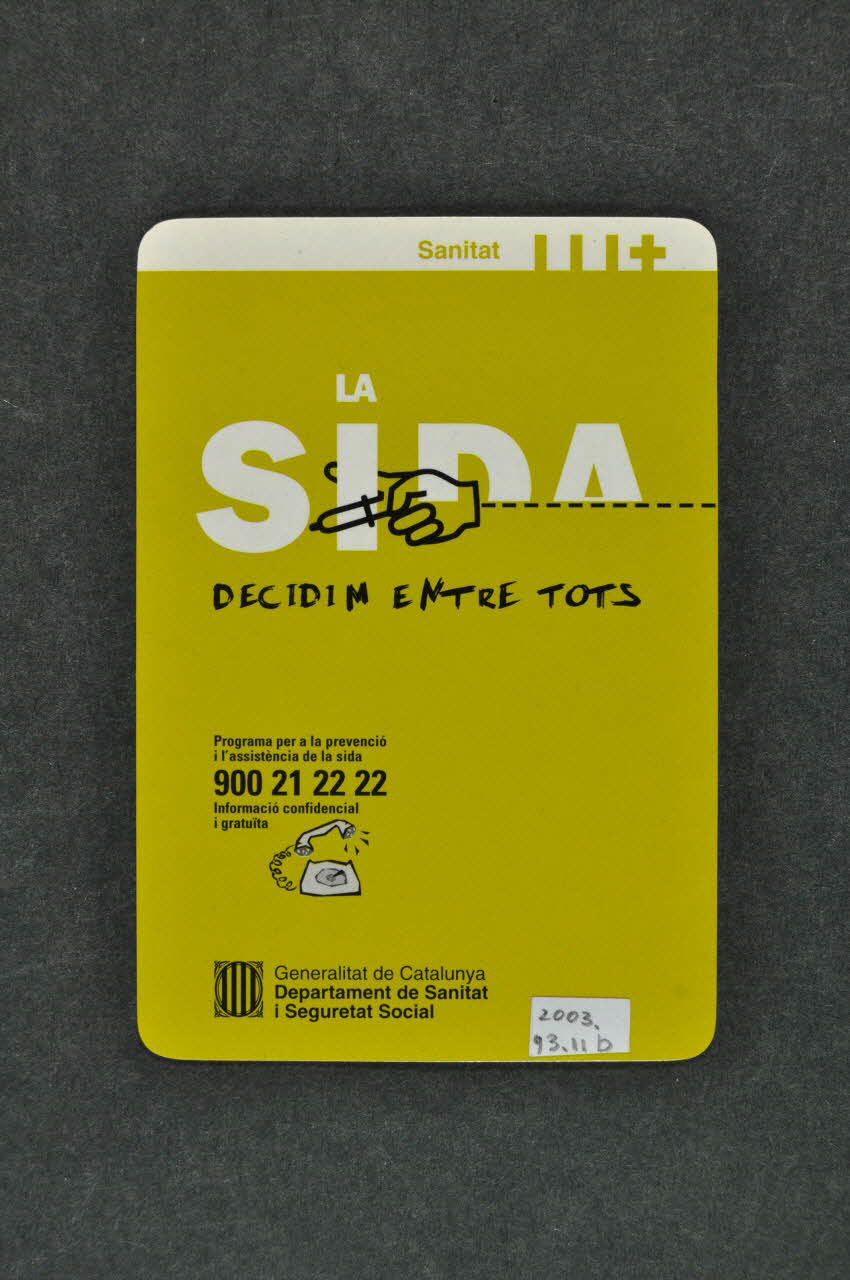 Sanitat
LA
SiDA
DECIDIM ENTRE TOTS
Programa per a la prevenció
i l'assistència de la sida
900 21 22 22
Informació confidencial
i gratuïta
Generalitat de Catalunya
Departament de Sanitat
i Seguretat Social
2003.
93.11 b